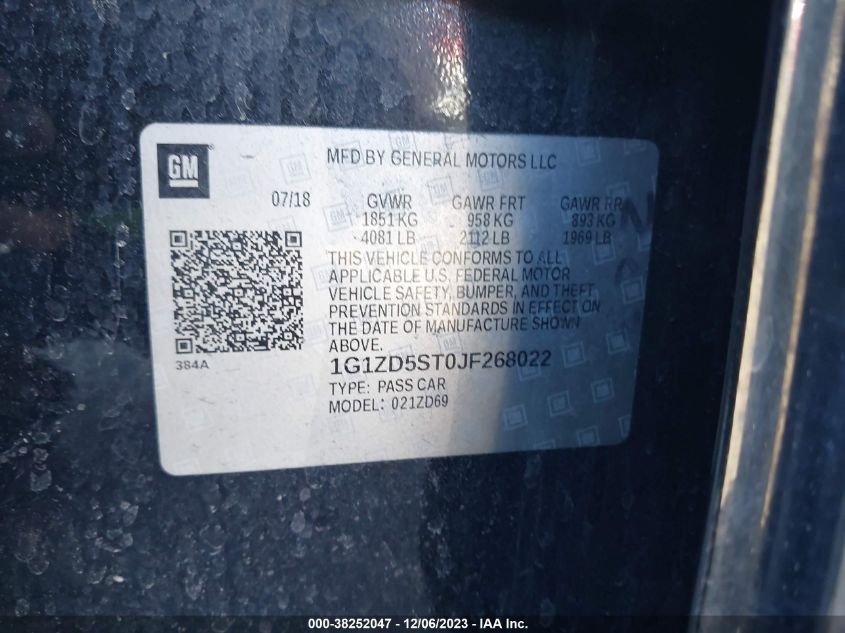 GM
MFD BY GENERAL MOTORS LLC
07/18
GVWR GAWR FRT GAWR RR
1851 KG 958 KG 893 KG
4081 LB 2112 LB 1969 LB
THIS VEHICLE CONFORMS TO ALL
APPLICABLE U.S. FEDERAL MOTOR
VEHICLE SAFETY, BUMPER, AND THEFT
PREVENTION STANDARDS IN EFFECT ON
THE DATE OF MANUFACTURE SHOWN
ABOVE.
384A
1G1ZD5ST0JF268022
TYPE: PASS CAR
MODEL: 021ZD69
000-38252047 - 12/06/2023 - IAA Inc.